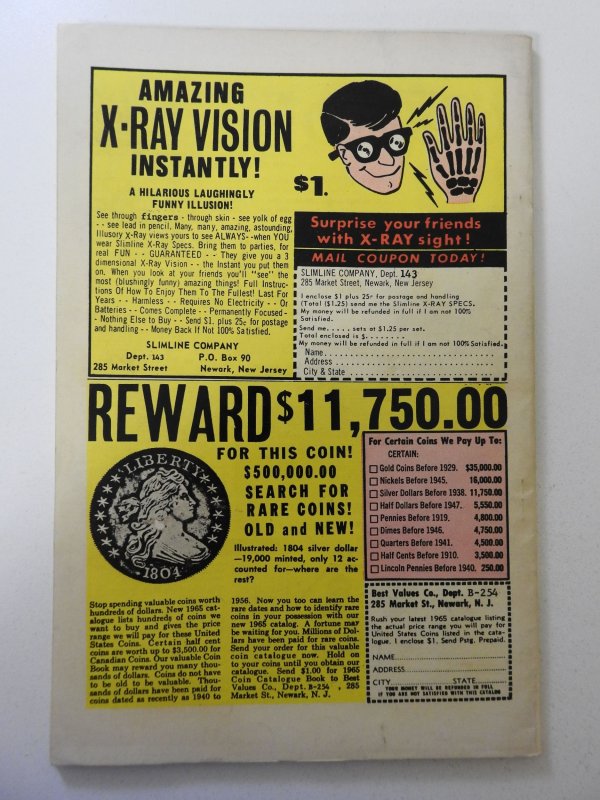 AMAZING
X-RAY VISION
INSTANTLY!
A HILARIOUS LAUGHINGLY
FUNNY ILLUSION!
See through fingers - through skin - see yolk of egg
- - see lead in pencil, Many, many, amazing, astounding,
Illusory X-Ray views yours to see ALWAYS- -when YOU
wear Slimline X-Ray Specs. Bring them to parties, for
real FUN - - GUARANTEED - - They give you a 3
dimensional X-Ray Vision - - the Instant you put them
on. When you look at your friends you'll "see" the
most (blushingly funny) amazing things! Full Instruc-
tions Of How To Enjoy Them To The Fullest! Last For
Years - - Harmless - - Requires No Electricity - - Or
Batteries - - Comes Complete - - Permanently Focused-
- Nothing Else to Buy - - Send $1. plus 25¢ for postage
and handling - - Money Back If Not 100% Satisfied.
SLIMLINE COMPANY
Dept. 143 P.O. Box 90
285 Market Street Newark, New Jersey
$1.
Surprise your friends
with X-RAY sight!
MAIL COUPON TODAY!
SLIMLINE COMPANY, Dept. 143
285 Market Street, Newark, New Jersey
I enclose $1 plus 25¢ for postage and handling
(Total ($1.25) send me the Slimline X-RAY SPECS.
My money will be refunded in full if I am not 100%
Satisfied.
Send me..... sets at $1.25 per set.
Total enclosed is $........
My money will be refunded in full if I am not 100% Satisfied.
Name
Address
City & State
REWARD $11,750.00
FOR THIS COIN!
$500,000.00
SEARCH FOR
RARE COINS!
OLD and NEW!
LIBERTY
1804
Illustrated: 1804 silver dollar
—19,000 minted, only 12 ac-
counted for—where are the
rest?
Stop spending valuable coins worth
hundreds of dollars. New 1965 cat-
alogue lists hundreds of coins we
want to buy and gives the price
range we will pay for these United
States Coins. Certain half cent
coins are worth up to $3,500.00 for
Canadian Coins. Our valuable Coin
Book may reward you many thou-
sands of dollars. Coins do not have
to be old to be valuable. Thou-
sands of dollars have been paid for
coins dated as recently as 1940 to
1956. Now you too can learn the
rare dates and how to identify rare
coins in your possession with our
new 1965 catalog. A fortune may
be waiting for you. Millions of Dol-
lars have been paid for rare coins.
Send your order for this valuable
coin catalogue now. Hold on
to your coins until you obtain our
catalogue. Send $1.00 for 1965
Coin Catalogue Book to Best
Values Co., Dept. B-254 , 285
Market St., Newark, N. J.
For Certain Coins We Pay Up To:
CERTAIN:
Gold Coins Before 1929. $35,000.00
Nickels Before 1945. 16,000.00
Silver Dollars Before 1938. 11,750.00
Half Dollars Before 1947. 5,550.00
Pennies Before 1919. 4,800.00
Dimes Before 1946. 4,750.00
Quarters Before 1941. 4,500.00
Half Cents Before 1910. 3,500.00
Lincoln Pennies Before 1940. 250.00
Best Values Co., Dept. B-254
285 Market St., Newark, N. J.
Rush your latest 1965 catalogue listing
the actual price range you will pay for
United States Coins listed in the cata-
logue. I enclose $1. Send Pstg. Prepaid.
NAME
ADDRESS
CITY STATE
YOUR MONEY WILL BE REFUNDED IN FULL
IF YOU ARE NOT SATISFIED WITH THIS CATALOG